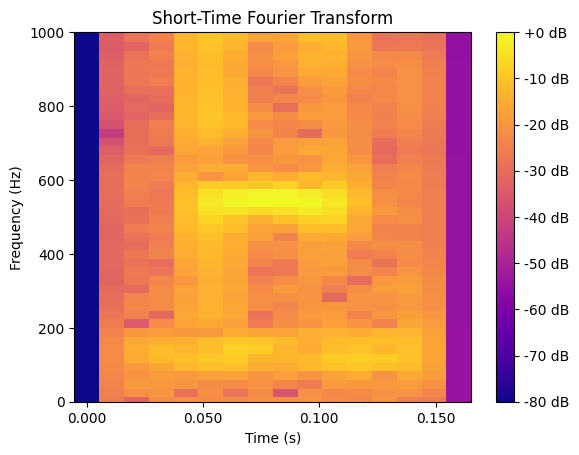 Short-Time Fourier Transform
Frequency (Hz)
1000
800
600
400
200
0
0.000
0.050
0.100
0.150
Time (s)
+0 dB
-10 dB
-20 dB
-30 dB
-40 dB
-50 dB
-60 dB
-70 dB
-80 dB